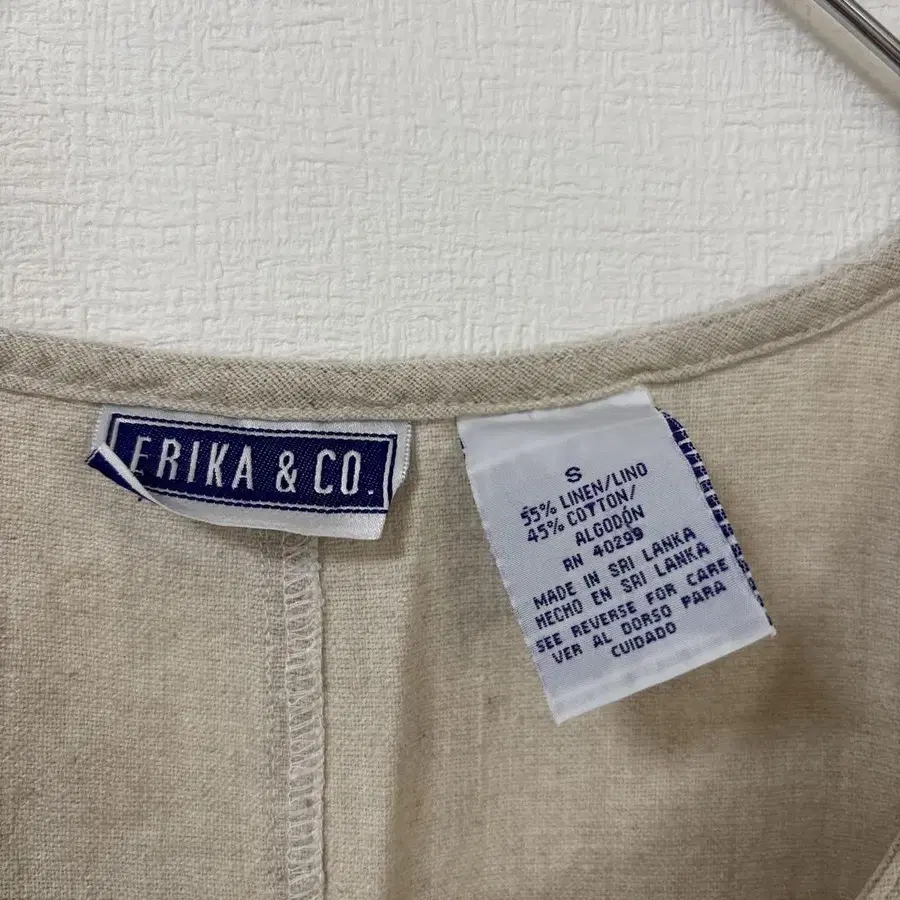 ERIKA & CO.
S
55% LINEN/LINO
45% COTTON/
ALGODÓN
RN 40299
MADE IN SRI LANKA
HECHO EN SRI LANKA
SEE REVERSE FOR CARE
VER AL DORSO PARA
CUIDADO